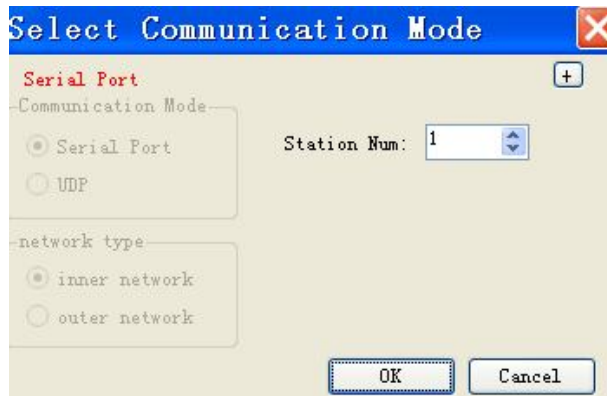 Select Communication Mode
Serial Port
+
Communication Mode
Serial Port
Station Num: 1
UDP
network type
inner network
outer network
OK Cancel